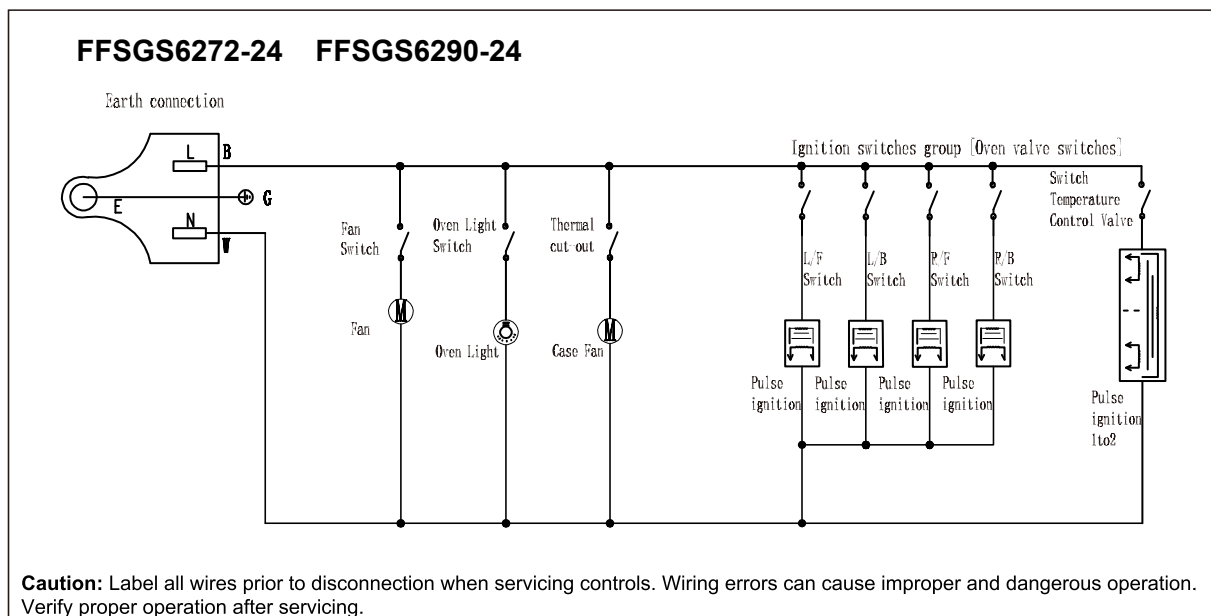 FFSGS6272-24 FFSGS6290-24
Earth connection
L
B
E
G
N
W
Ignition switches group [Oven valve switches]
Fan
Switch
Oven Light
Switch
Thermal
cut-out
L/F
Switch
L/B
Switch
R/F
Switch
R/B
Switch
Switch
Temperature
Control Valve
M
Fan
Oven Light
M
Case Fan
Pulse
ignition
Pulse
ignition
Pulse
ignition
Pulse
ignition
Pulse
ignition
1to2
Caution: Label all wires prior to disconnection when servicing controls. Wiring errors can cause improper and dangerous operation.
Verify proper operation after servicing.